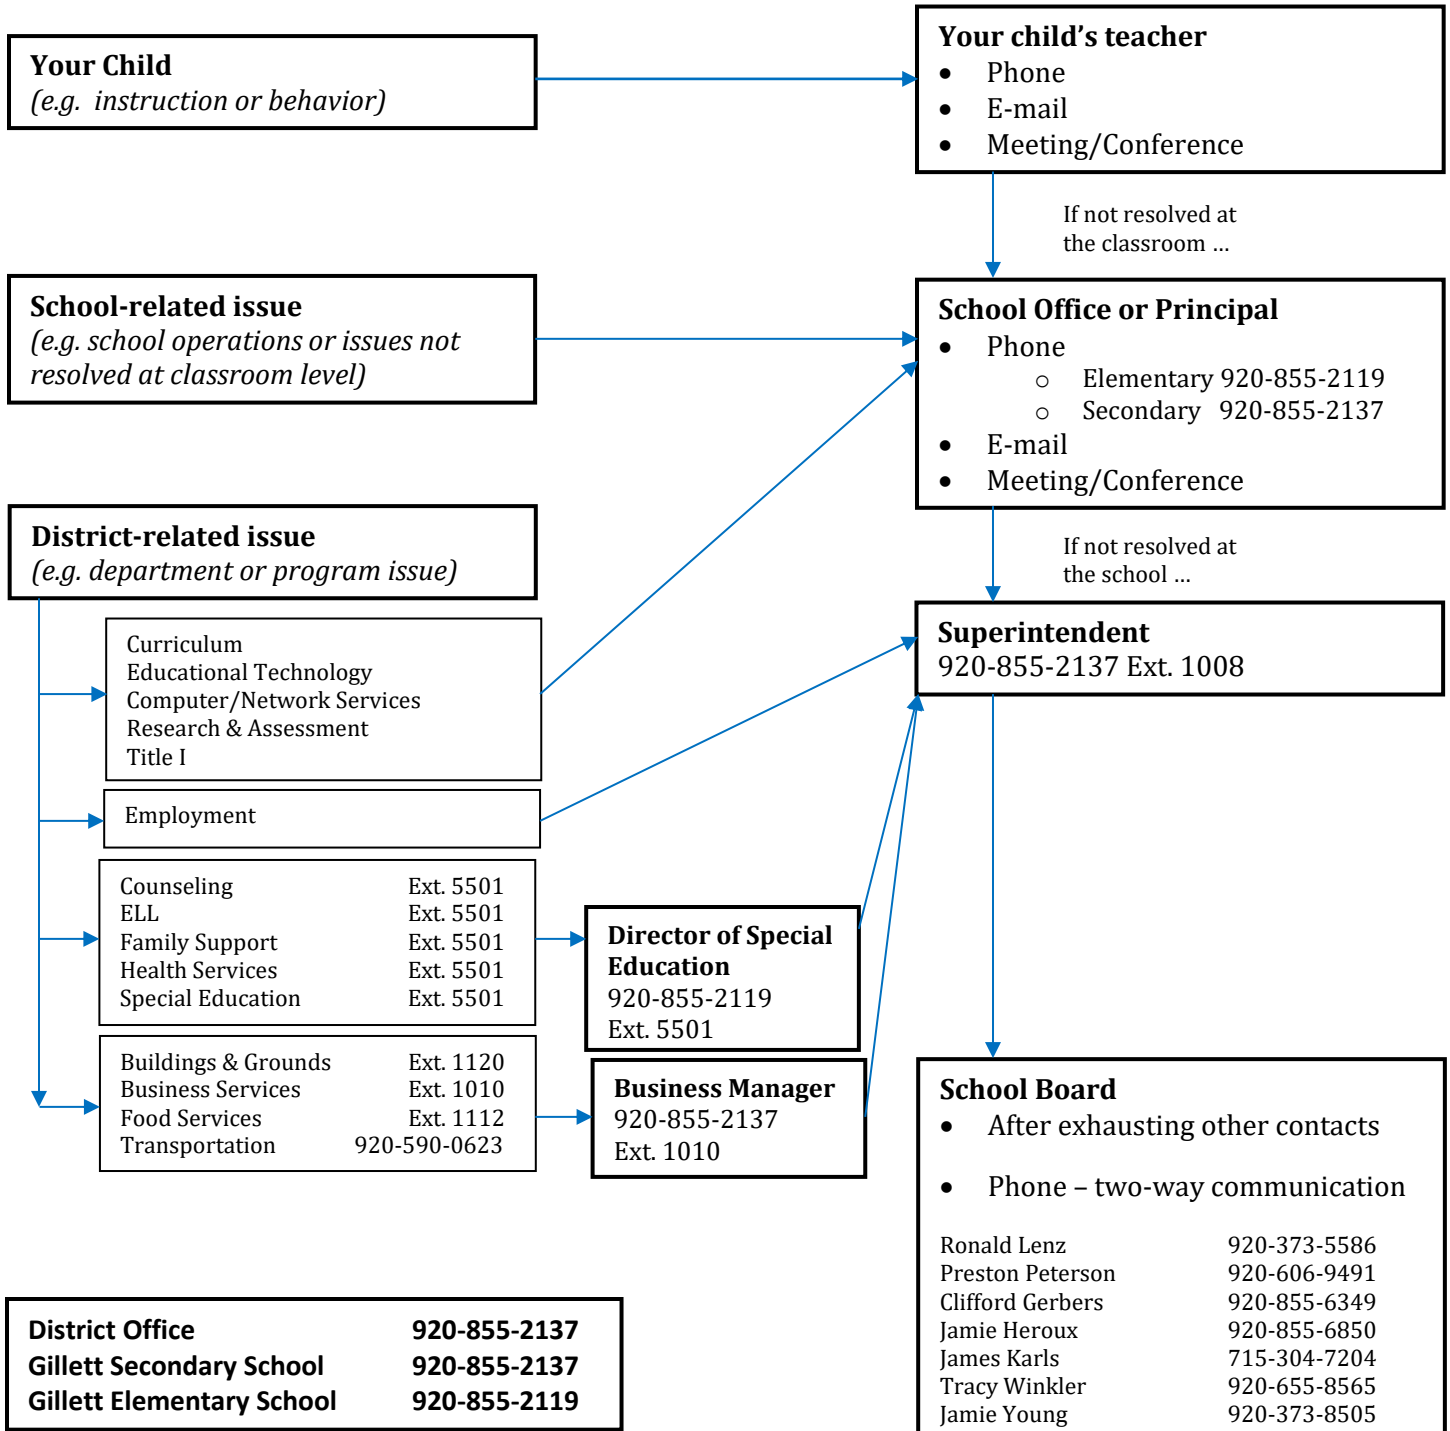 Your Child
(e.g. instruction or behavior)
Your child's teacher
• Phone
• E-mail
• Meeting/Conference
If not resolved at
the classroom …
School-related issue
(e.g. school operations or issues not
resolved at classroom level)
School Office or Principal
• Phone
o Elementary 920-855-2119
o Secondary 920-855-2137
• E-mail
• Meeting/Conference
If not resolved at
the school …
District-related issue
(e.g. department or program issue)
Curriculum
Educational Technology
Computer/Network Services
Research & Assessment
Title I
Employment
Superintendent
920-855-2137 Ext. 1008
Counseling Ext. 5501
ELL Ext. 5501
Family Support Ext. 5501
Health Services Ext. 5501
Special Education Ext. 5501
Director of Special
Education
920-855-2119
Ext. 5501
Buildings & Grounds Ext. 1120
Business Services Ext. 1010
Food Services Ext. 1112
Transportation 920-590-0623
Business Manager
920-855-2137
Ext. 1010
School Board
• After exhausting other contacts
• Phone – two-way communication
Ronald Lenz 920-373-5586
Preston Peterson 920-606-9491
Clifford Gerbers 920-855-6349
Jamie Heroux 920-855-6850
James Karls 715-304-7204
Tracy Winkler 920-655-8565
Jamie Young 920-373-8505
District Office 920-855-2137
Gillett Secondary School 920-855-2137
Gillett Elementary School 920-855-2119